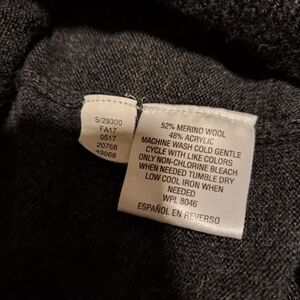 S/29300
FA17
0517
20768
43068
52% MERINO WOOL
48% ACRYLIC
MACHINE WASH COLD GENTLE
CYCLE WITH LIKE COLORS
ONLY NON-CHLORINE BLEACH
WHEN NEEDED TUMBLE DRY
LOW COOL IRON WHEN
NEEDED
WPL 8046
ESPAÑOL EN REVERSO